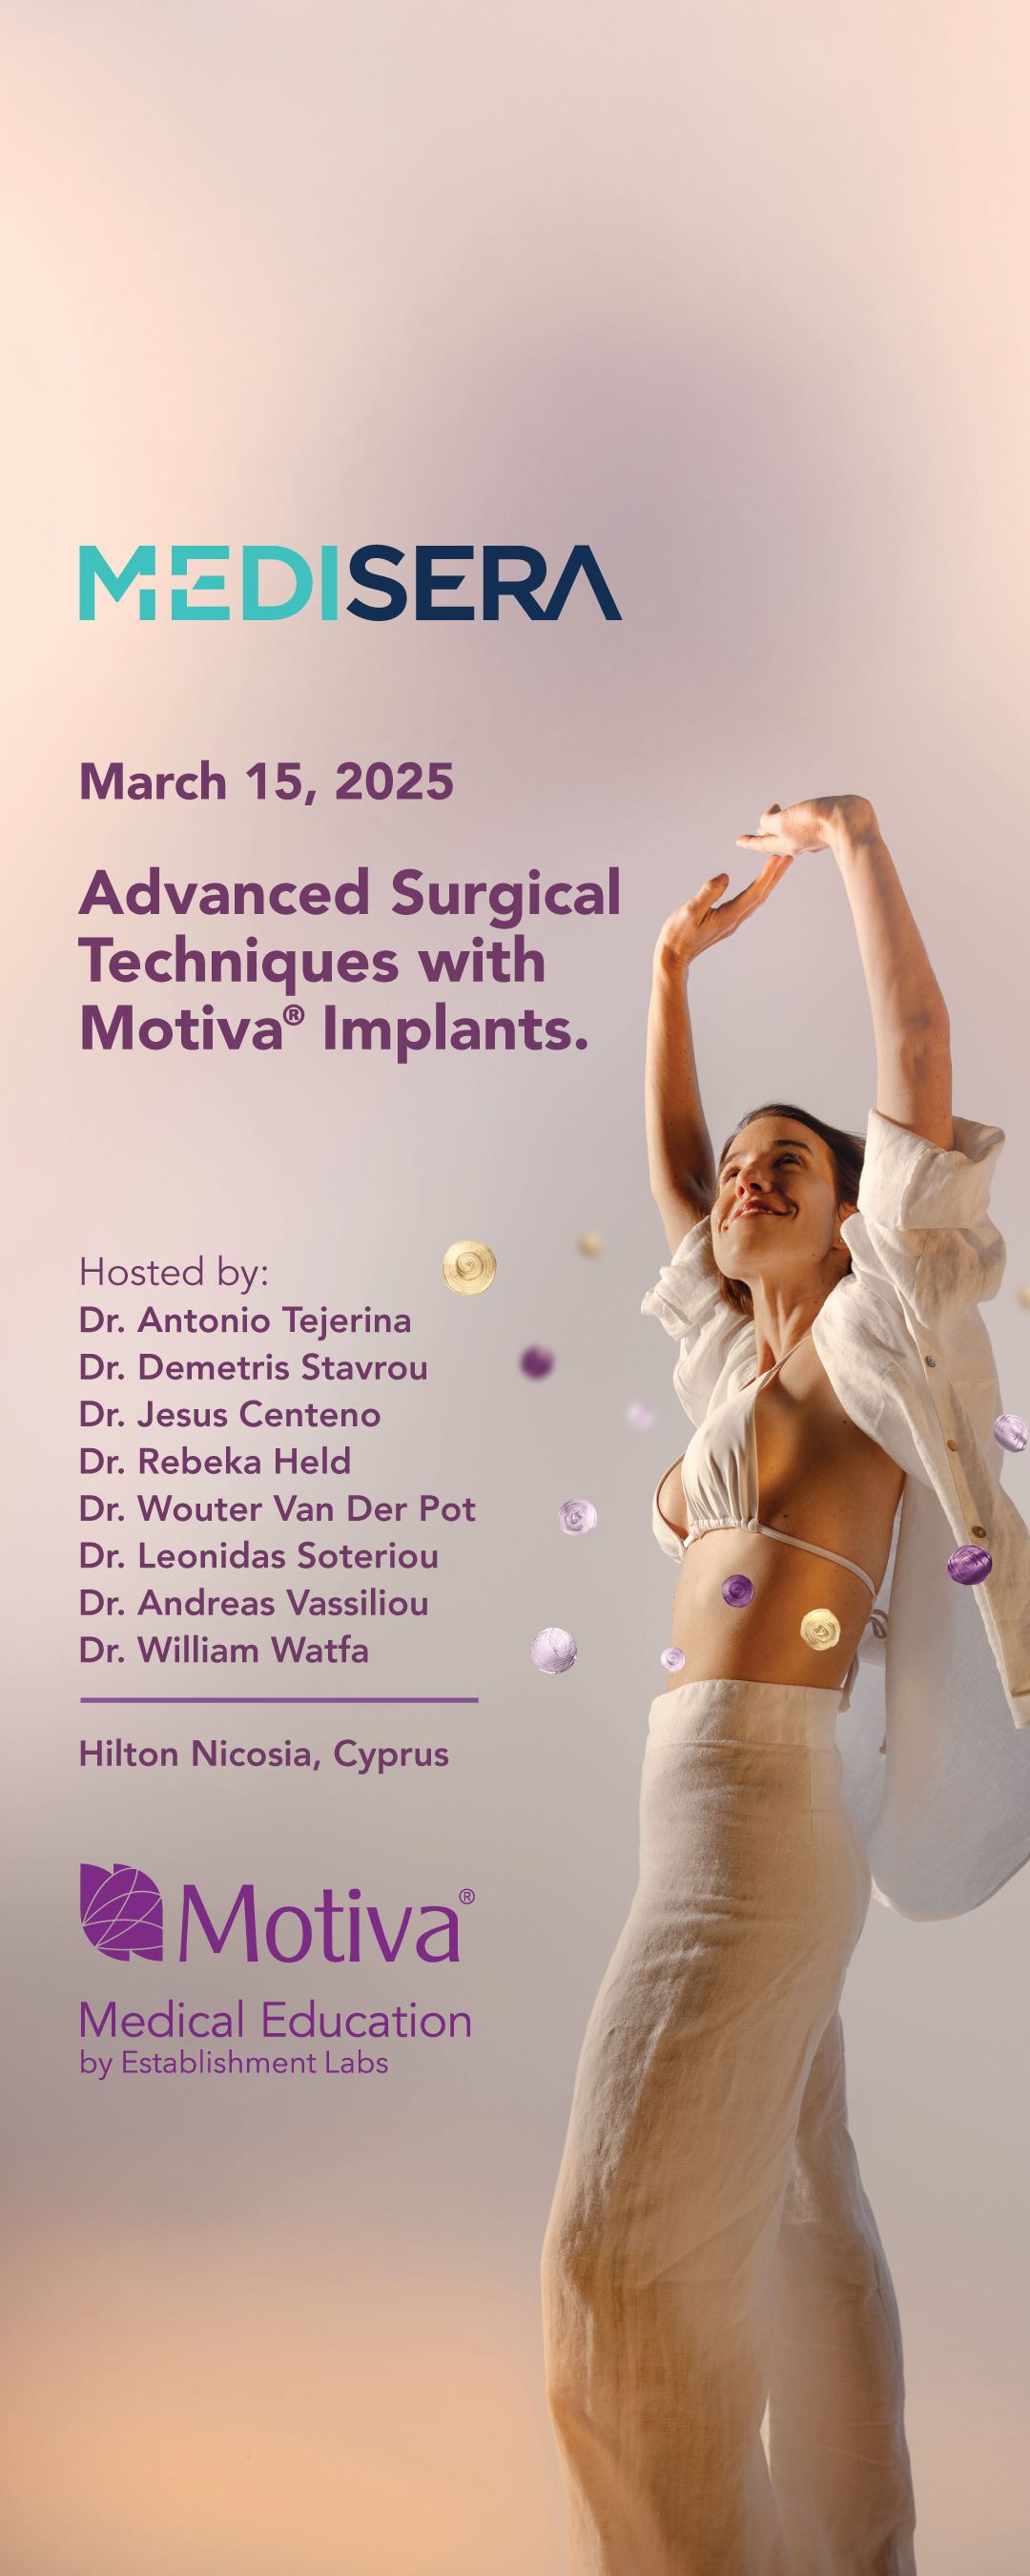 MEDISERA
March 15, 2025
Advanced Surgical
Techniques with
Motiva® Implants.
Hosted by:
Dr. Antonio Tejerina
Dr. Demetris Stavrou
Dr. Jesus Centeno
Dr. Rebeka Held
Dr. Wouter Van Der Pot
Dr. Leonidas Soteriou
Dr. Andreas Vassiliou
Dr. William Watfa
Hilton Nicosia, Cyprus
Motiva®
Medical Education
by Establishment Labs